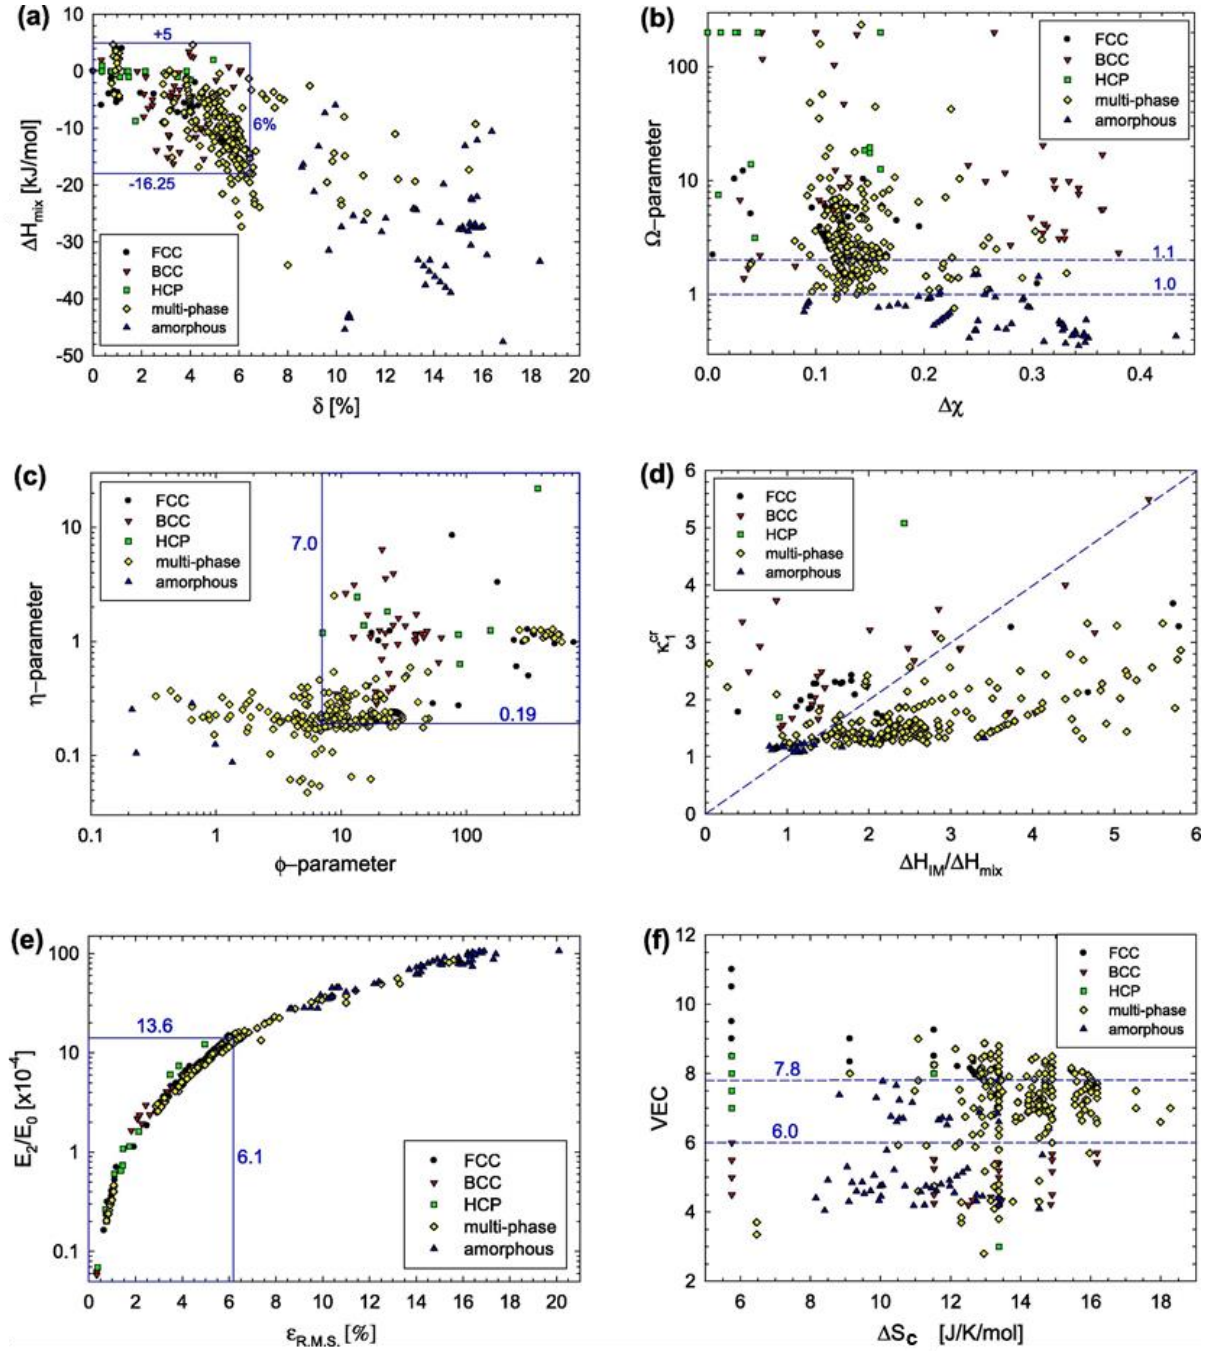 (a)
+5
6%
-16.25
ΔHmix [kJ/mol]
0
-10
-20
-30
-40
-50
FCC
BCC
HCP
multi-phase
amorphous
0 2 4 6 8 10 12 14 16 18 20
δ [%]
(b)
Ω–parameter
100
10
1
FCC
BCC
HCP
multi-phase
amorphous
1.1
1.0
0.0 0.1 0.2 0.3 0.4
Δχ
(c)
η–parameter
10
1
0.1
FCC
BCC
HCP
multi-phase
amorphous
7.0
0.19
0.1 1 10 100
ϕ–parameter
(d)
κ1cr
6
5
4
3
2
1
0
FCC
BCC
HCP
multi-phase
amorphous
0 1 2 3 4 5 6
ΔHIM/ΔHmix
(e)
E2/E0 [x10-4]
100
10
1
0.1
13.6
6.1
FCC
BCC
HCP
multi-phase
amorphous
0 2 4 6 8 10 12 14 16 18 20
εR.M.S. [%]
(f)
VEC
12
10
8
6
4
2
FCC
BCC
HCP
multi-phase
amorphous
7.8
6.0
6 8 10 12 14 16 18
ΔSc [J/K/mol]